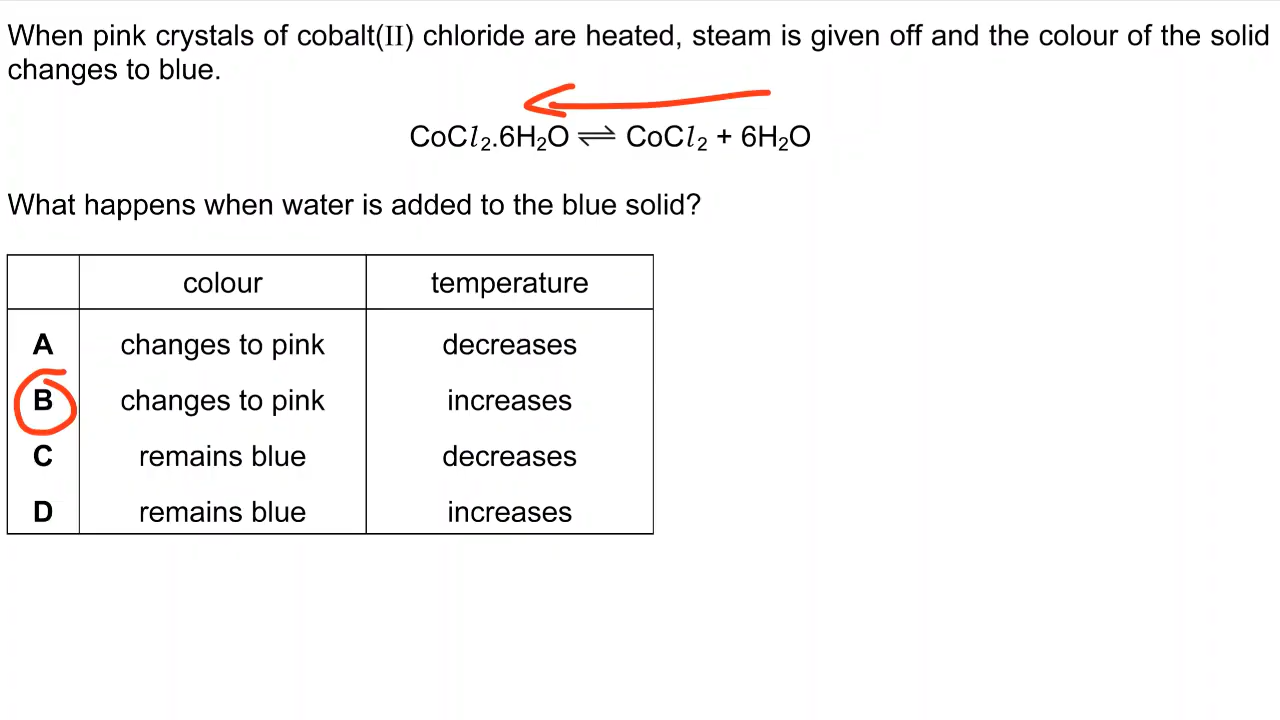 When pink crystals of cobalt(II) chloride are heated, steam is given off and the colour of the solid
changes to blue.
CoCl₂.6H₂O ⇌ CoCl₂ + 6H₂O
What happens when water is added to the blue solid?
colour temperature
A changes to pink decreases
B changes to pink increases
C remains blue decreases
D remains blue increases